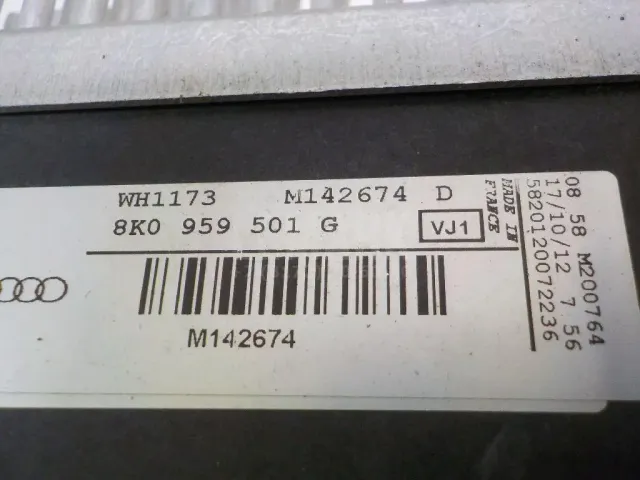 WH1173 M142674 D
8K0 959 501 G VJ1
M142674
MADE IN
FRANCE
08 58 M200764
17/10/12 7 56
5820120072236